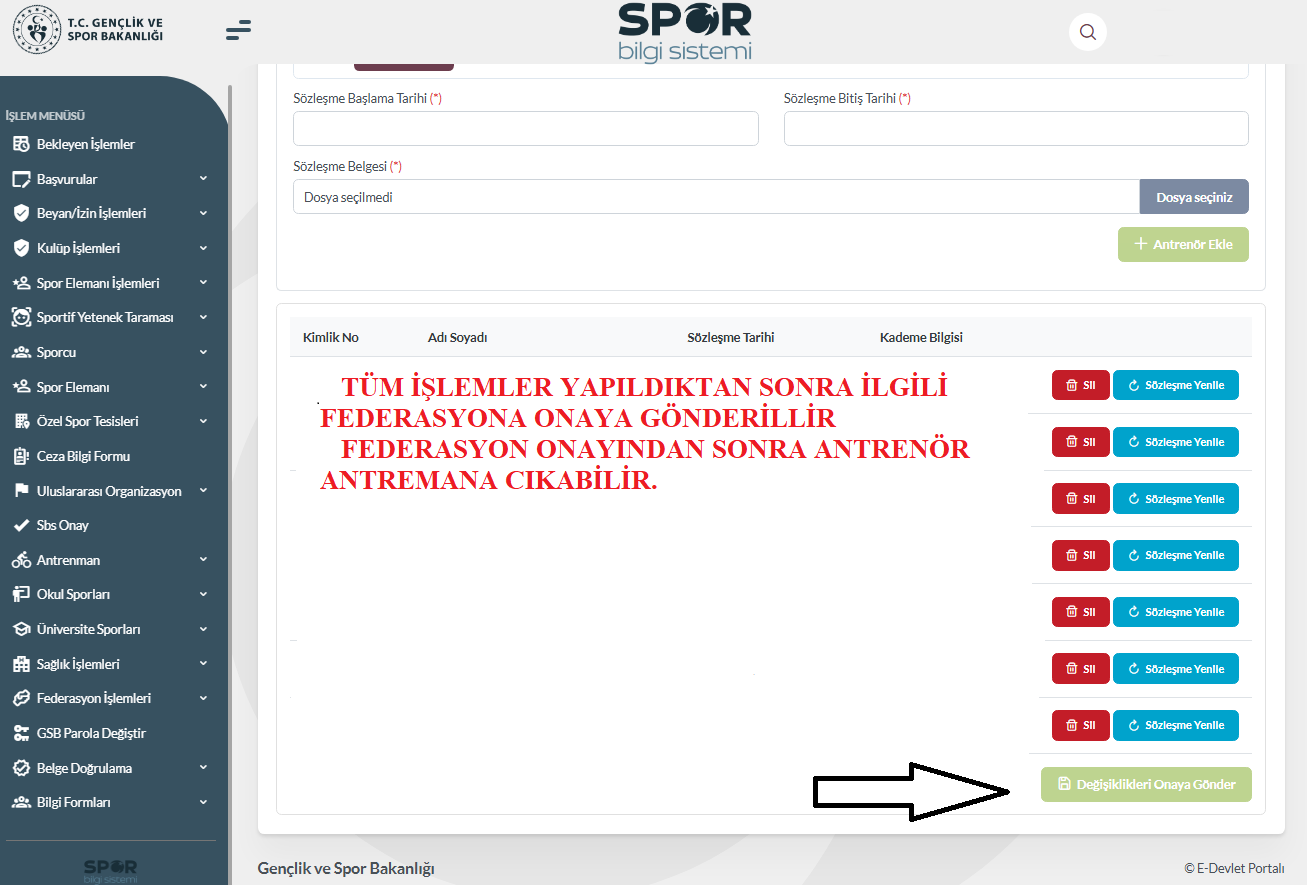 T.C. GENÇLİK VE
SPOR BAKANLIĞI
SPOR
bilgi sistemi
İŞLEM MENÜSÜ
Bekleyen İşlemler
Başvurular
Beyan/İzin İşlemleri
Kulüp İşlemleri
Spor Elemanı İşlemleri
Sportif Yetenek Taraması
Sporcu
Spor Elemanı
Özel Spor Tesisleri
Ceza Bilgi Formu
Uluslararası Organizasyon
Sbs Onay
Antrenman
Okul Sporları
Üniversite Sporları
Sağlık İşlemleri
Federasyon İşlemleri
GSB Parola Değiştir
Belge Doğrulama
Bilgi Formları
SPOR
bilgi sistemi
Sözleşme Başlama Tarihi (*)
Sözleşme Bitiş Tarihi (*)
Sözleşme Belgesi (*)
Dosya seçilmedi
Dosya seçiniz
+ Antrenör Ekle
Kimlik No Adı Soyadı Sözleşme Tarihi Kademe Bilgisi
TÜM İŞLEMLER YAPILDIKTAN SONRA İLGİLİ
FEDERASYONA ONAYA GÖNDERİLLİR
FEDERASYON ONAYINDAN SONRA ANTRENÖR
ANTREMANA CIKABİLİR.
Sil Sözleşme Yenile
Sil Sözleşme Yenile
Sil Sözleşme Yenile
Sil Sözleşme Yenile
Sil Sözleşme Yenile
Sil Sözleşme Yenile
Sil Sözleşme Yenile
Değişiklikleri Onaya Gönder
Gençlik ve Spor Bakanlığı
© E-Devlet Portalı